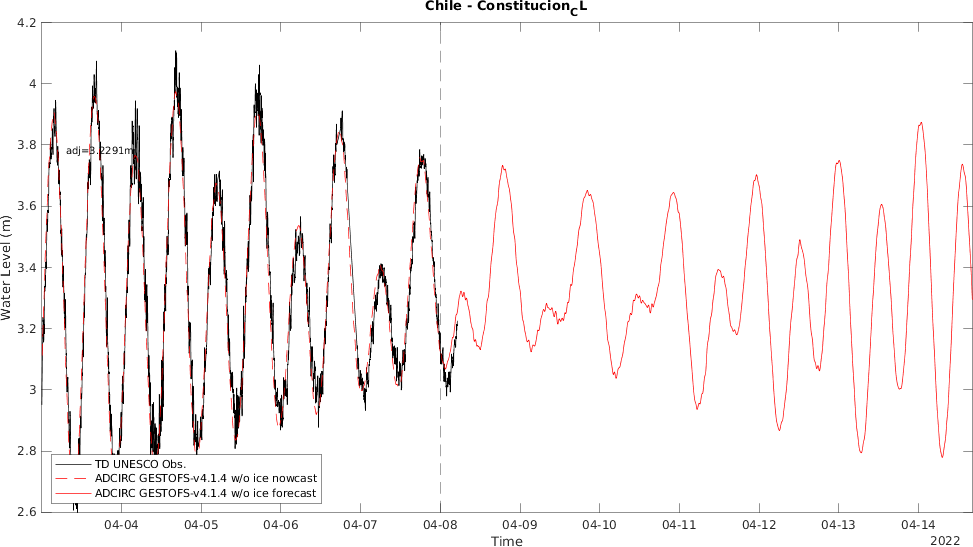 Chile - Constitucion_CL
4.2
4
3.8
3.6
3.4
3.2
3
2.8
2.6
Water Level (m)
adj=3.2291m
TD UNESCO Obs.
ADCIRC GESTOFS-v4.1.4 w/o ice nowcast
ADCIRC GESTOFS-v4.1.4 w/o ice forecast
04-04 04-05 04-06 04-07 04-08 04-09 04-10 04-11 04-12 04-13 04-14
Time
2022